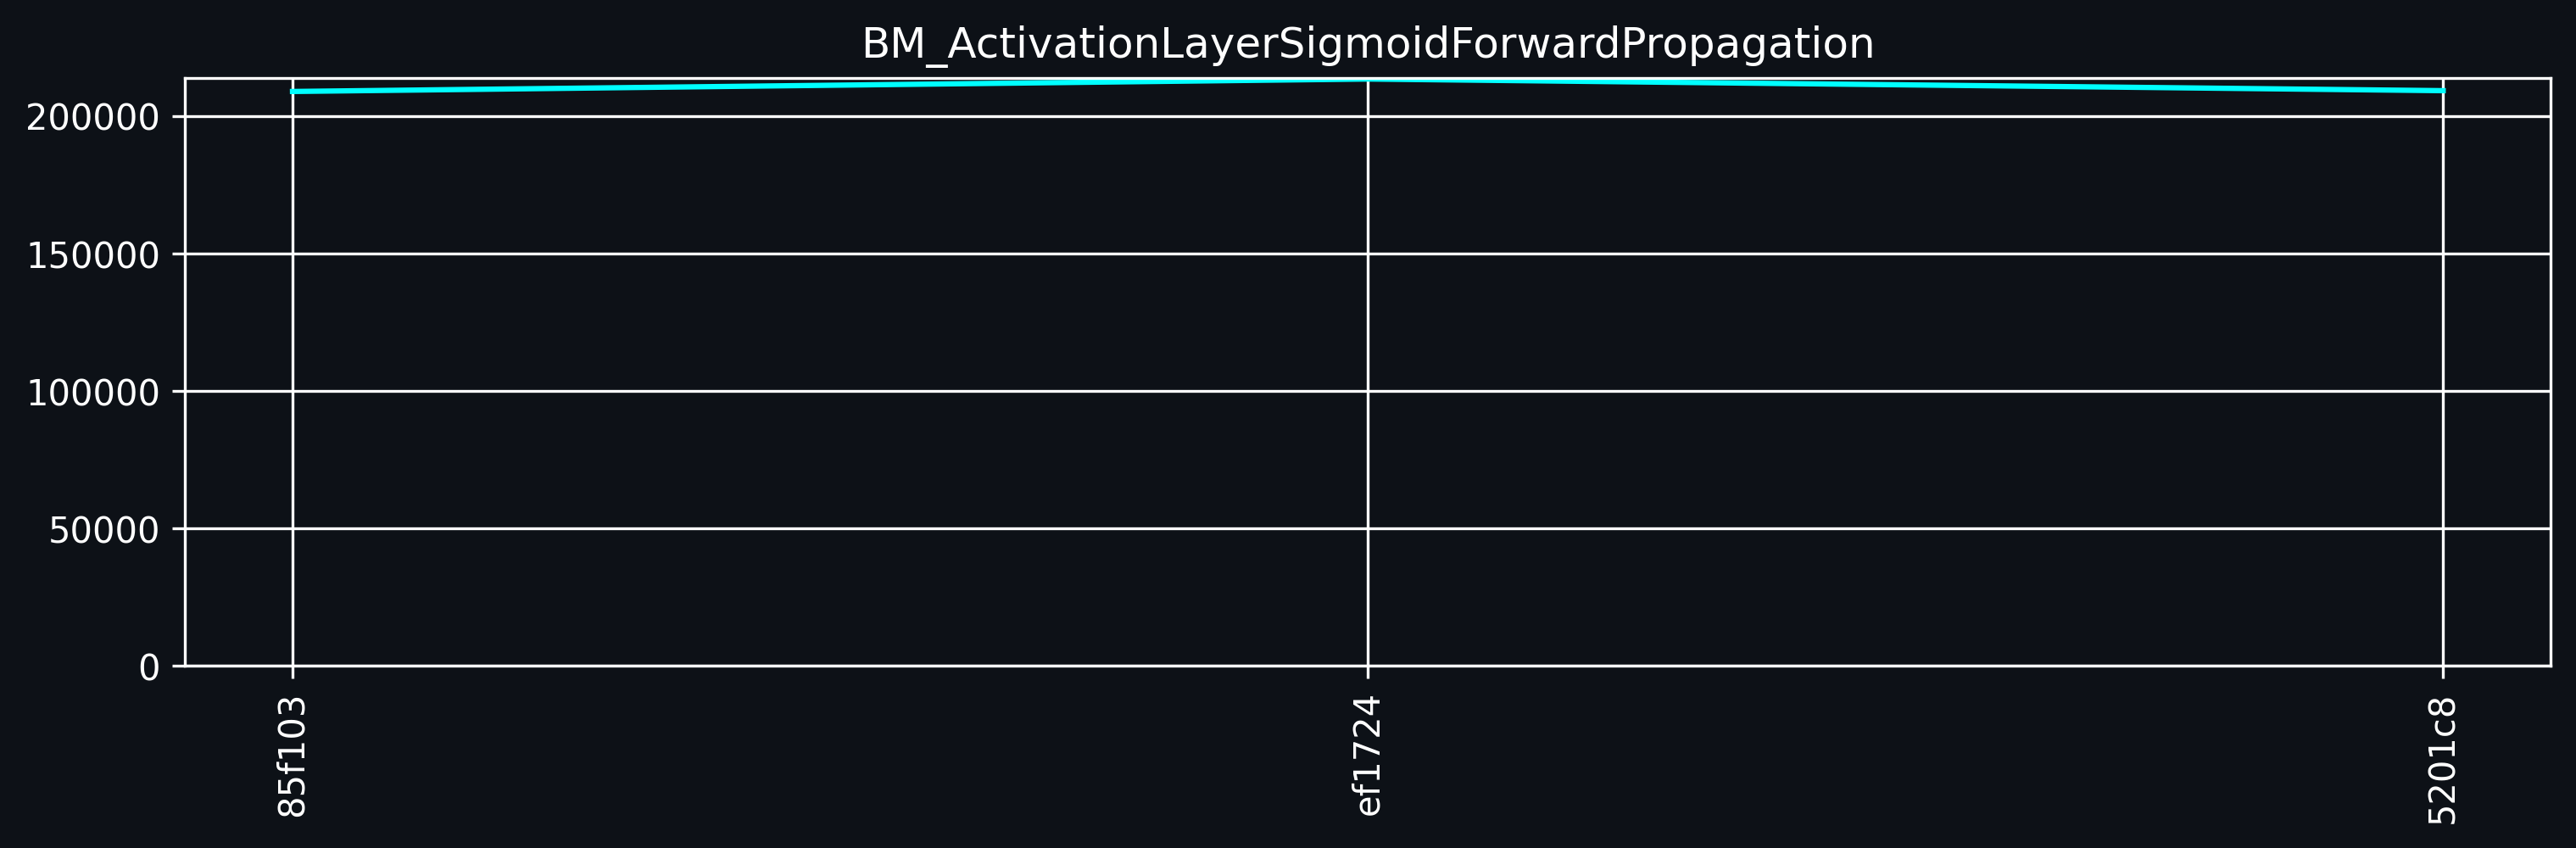 BM_ActivationLayerSigmoidForwardPropagation
200000
150000
100000
50000
0
85f103
ef1724
5201c8